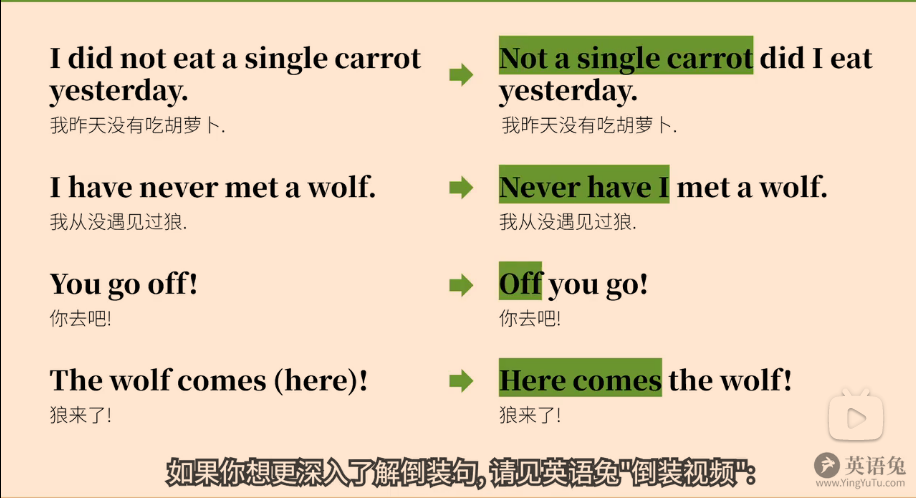 I did not eat a single carrot
yesterday.
我昨天没有吃胡萝卜.
Not a single carrot did I eat
yesterday.
我昨天没有吃胡萝卜.
I have never met a wolf.
我从没遇见过狼.
Never have I met a wolf.
我从没遇见过狼.
You go off!
你去吧!
Off you go!
你去吧!
The wolf comes (here)!
狼来了!
Here comes the wolf!
狼来了!
英语兔
www.YingYuTu.com
如果你想更深入了解倒装句, 请见英语兔"倒装视频":